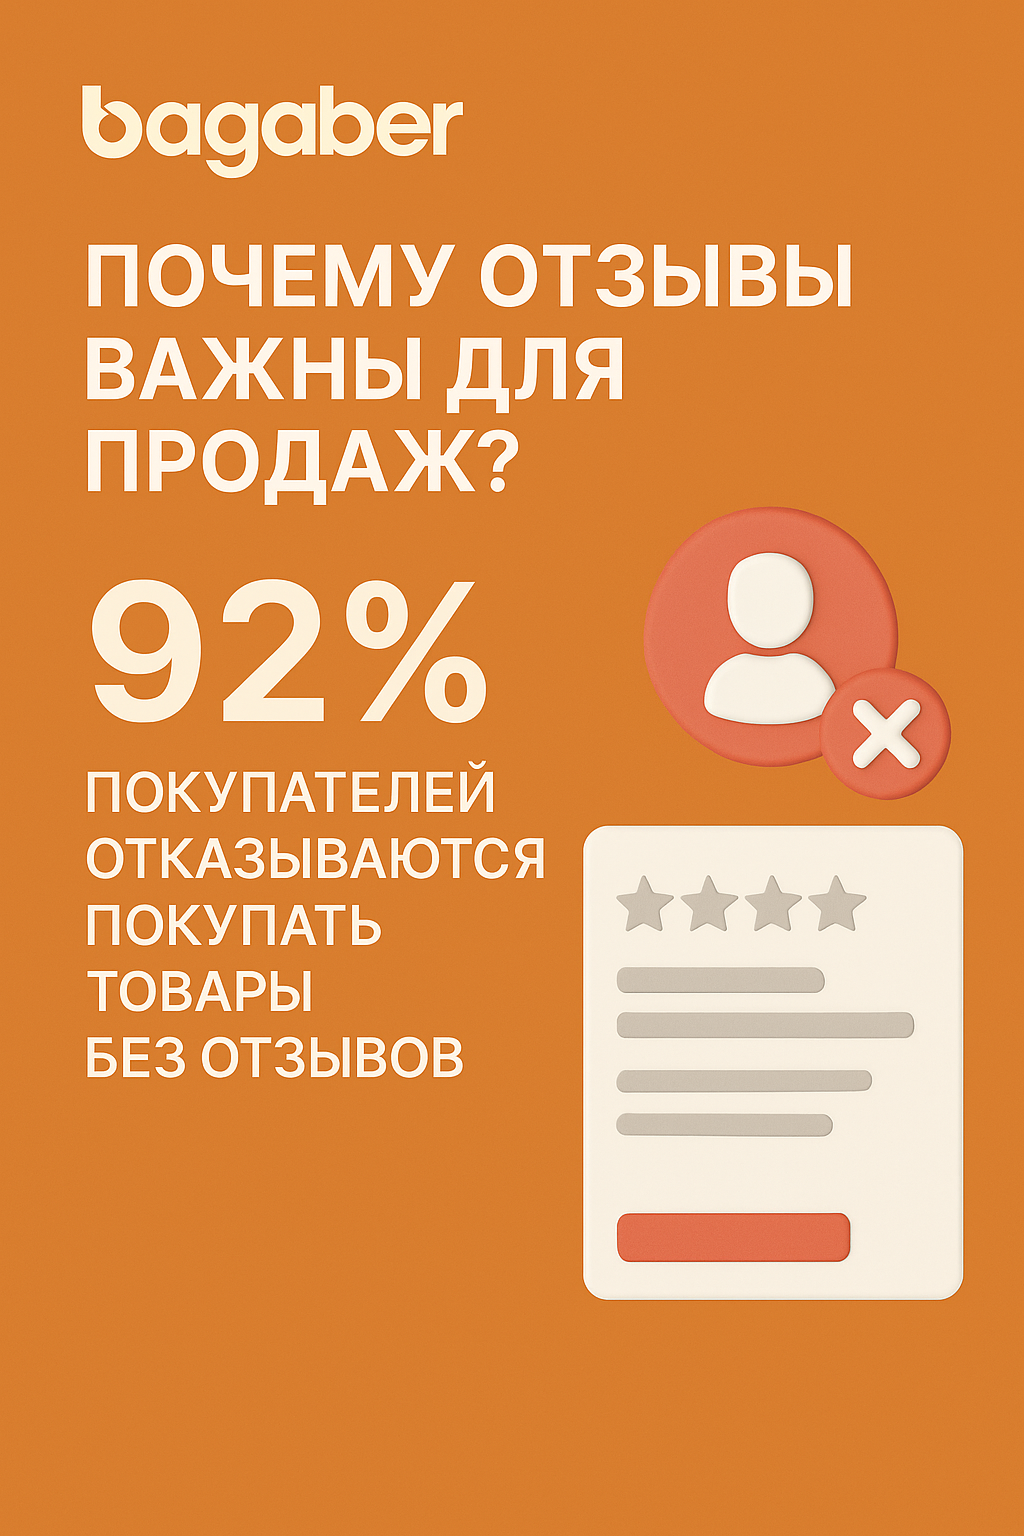 bagaber
ПОЧЕМУ ОТЗЫВЫ
ВАЖНЫ ДЛЯ
ПРОДАЖ?
92%
ПОКУПАТЕЛЕЙ
ОТКАЗЫВАЮТСЯ
ПОКУПАТЬ
ТОВАРЫ
БЕЗ ОТЗЫВОВ